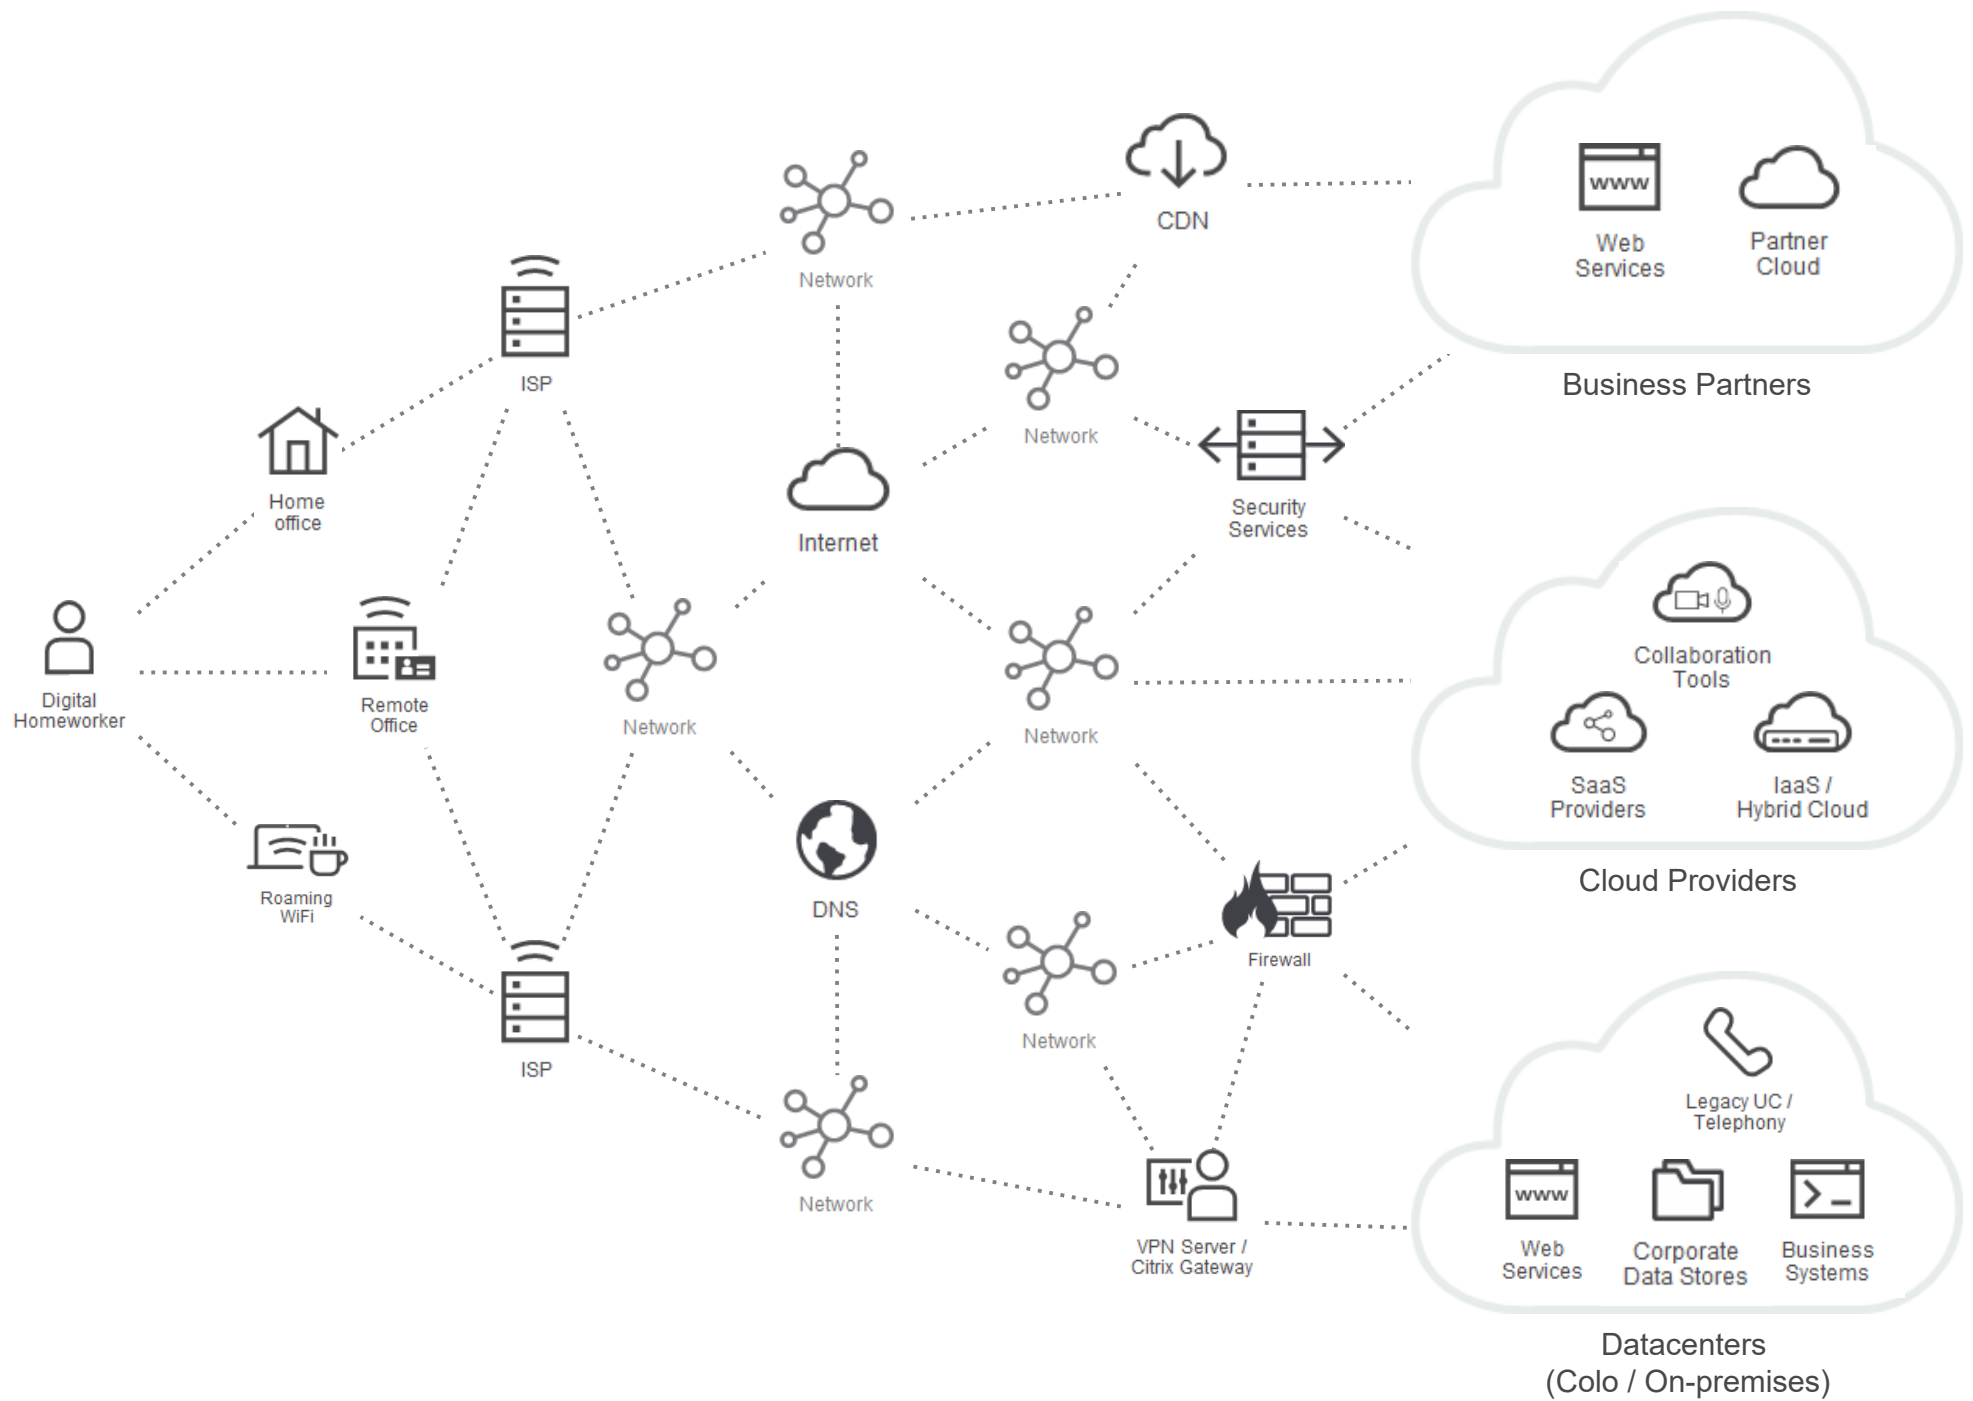 CDN
www
Web
Services
Partner
Cloud
Network
ISP
Network
Business Partners
Home
office
Internet
Security
Services
Digital
Homeworker
Remote
Office
Network
Network
Collaboration
Tools
SaaS
Providers
IaaS /
Hybrid Cloud
Cloud Providers
Roaming
WiFi
DNS
Firewall
ISP
Network
Legacy UC /
Telephony
Network
VPN Server /
Citrix Gateway
www
Web
Services
Corporate
Data Stores
Business
Systems
Datacenters
(Colo / On-premises)